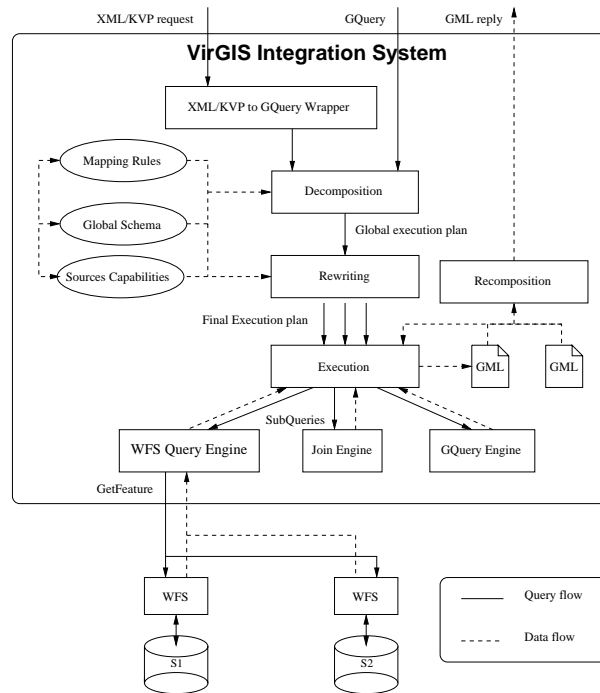 XML/KVP request
GQuery
GML reply
VirGIS Integration System
XML/KVP to GQuery Wrapper
Mapping Rules
Decomposition
Global Schema
Global execution plan
Sources Capabilities
Rewriting
Recomposition
Final Execution plan
Execution
GML
GML
SubQueries
WFS Query Engine
Join Engine
GQuery Engine
GetFeature
WFS
WFS
Query flow
Data flow
S1
S2